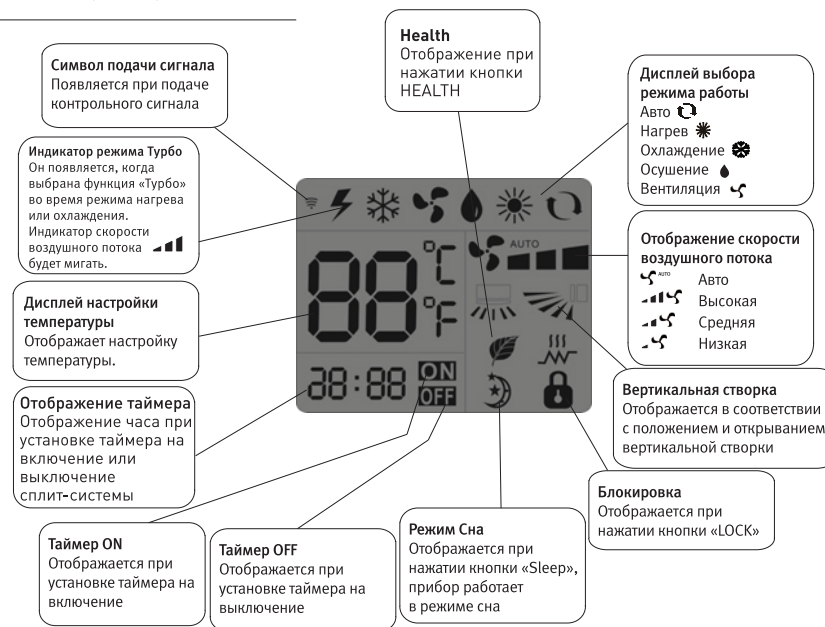 Символ подачи сигнала
Появляется при подаче
контрольного сигнала
Health
Отображение при
нажатии кнопки
HEALTH
Дисплей выбора
режима работы
Авто
Нагрев
Охлаждение
Осушение
Вентиляция
Индикатор режима Турбо
Он появляется, когда
выбрана функция «Турбо»
во время режима нагрева
или охлаждения.
Индикатор скорости
воздушного потока
будет мигать.
88
°C
°F
AUTO
Отображение скорости
воздушного потока
AUTO Авто
Высокая
Средняя
Низкая
Дисплей настройки
температуры
Отображает настройку
температуры.
88:88
ON
OFF
Отображение таймера
Отображение часа при
установке таймера на
включение или
выключение
сплит-системы
Вертикальная створка
Отображается в соответствии
с положением и открыванием
вертикальной створки
Блокировка
Отображается при
нажатии кнопки «LOCK»
Таймер ON
Отображается при
установке таймера на
включение
Таймер OFF
Отображается при
установке таймера на
выключение
Режим Сна
Отображается при
нажатии кнопки «Sleep»,
прибор работает
в режиме сна